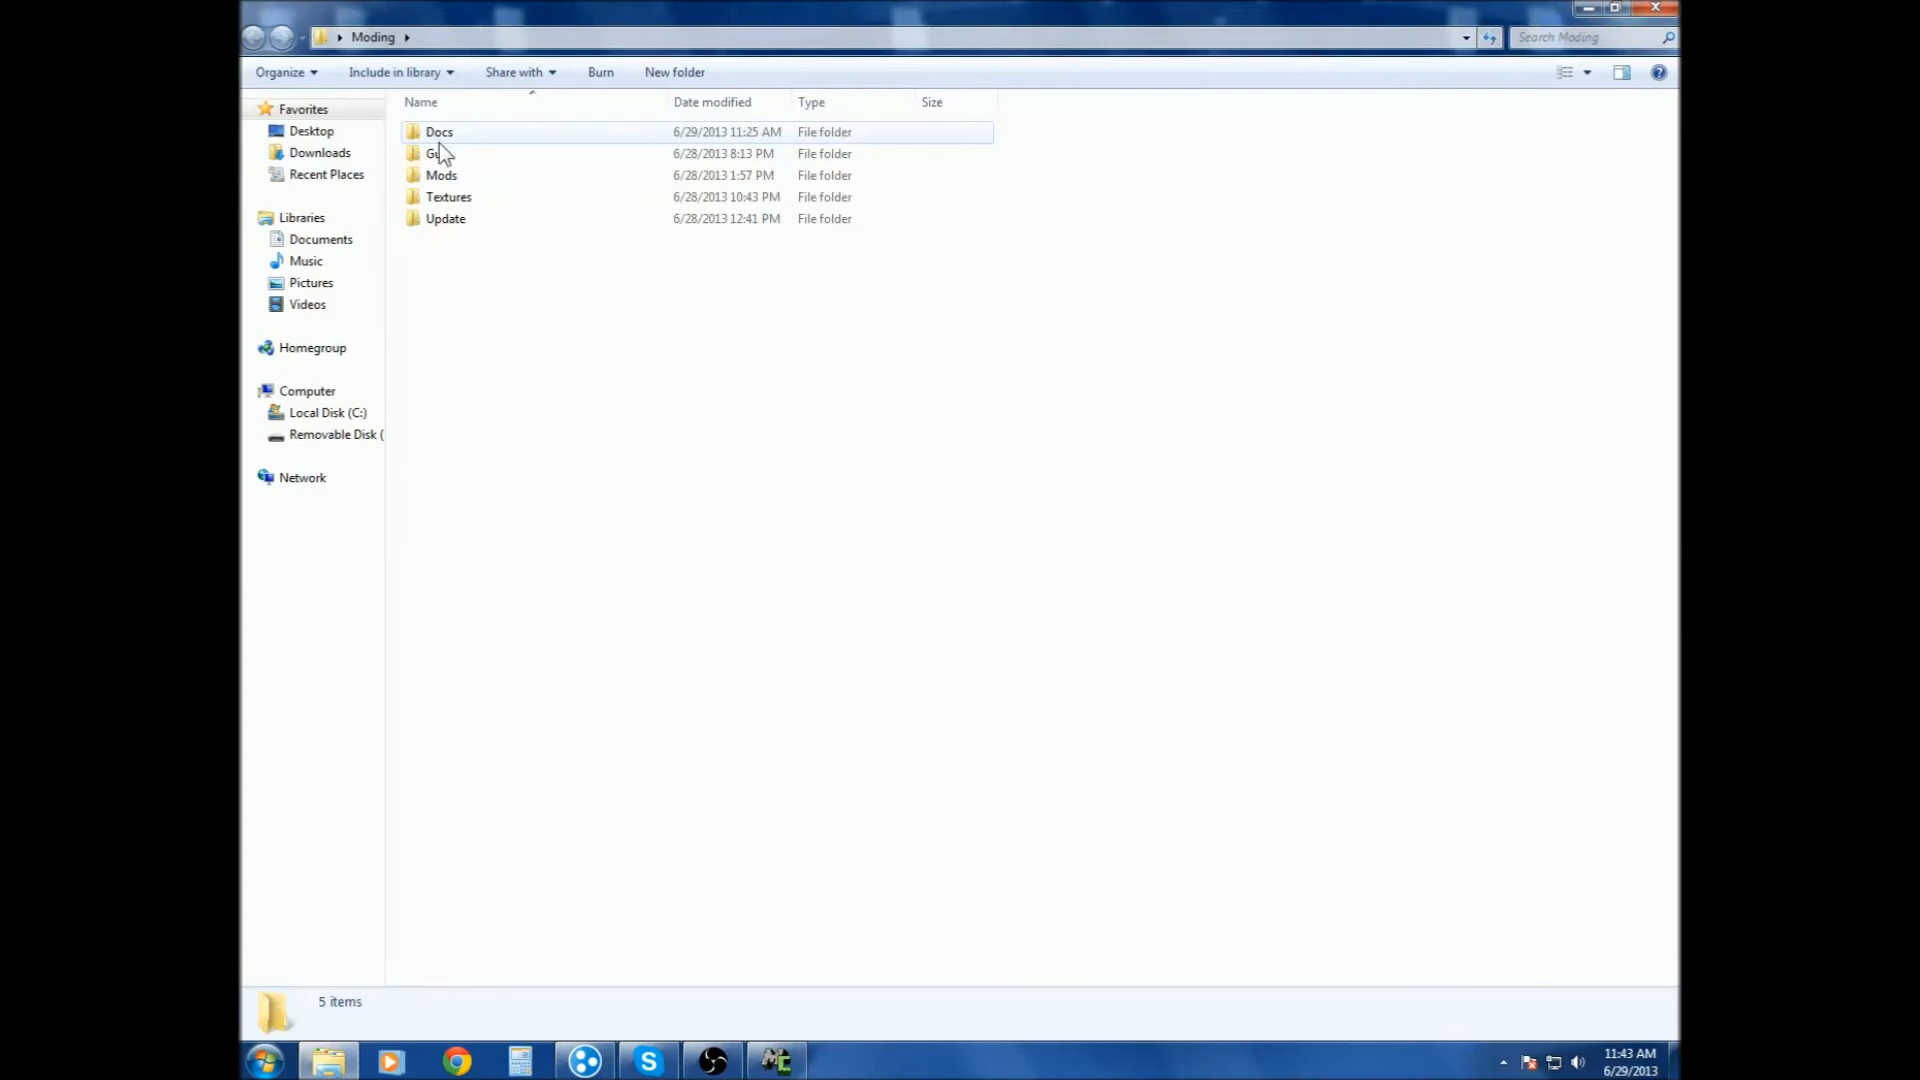 Moding
Search Moding
Organize
Include in library
Share with
Burn
New folder
Name
Date modified
Type
Size
Favorites
Desktop
Downloads
Recent Places
Libraries
Documents
Music
Pictures
Videos
Homegroup
Computer
Local Disk (C:)
Removable Disk (
Network
Docs 6/29/2013 11:25 AM File folder
6/28/2013 8:13 PM File folder
Mods 6/28/2013 1:57 PM File folder
Textures 6/28/2013 10:43 PM File folder
Update 6/28/2013 12:41 PM File folder
5 items
11:43 AM
6/29/2013